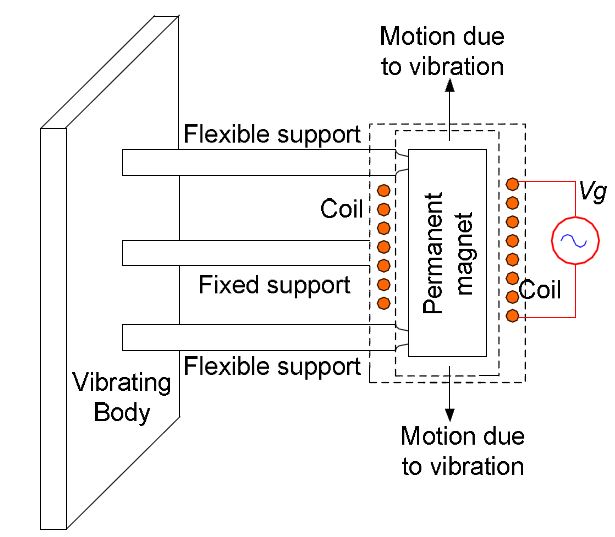 Motion due
to vibration
Flexible support
Vg
Coil
Permanent
magnet
Fixed support
Coil
Flexible support
Vibrating
Body
Motion due
to vibration